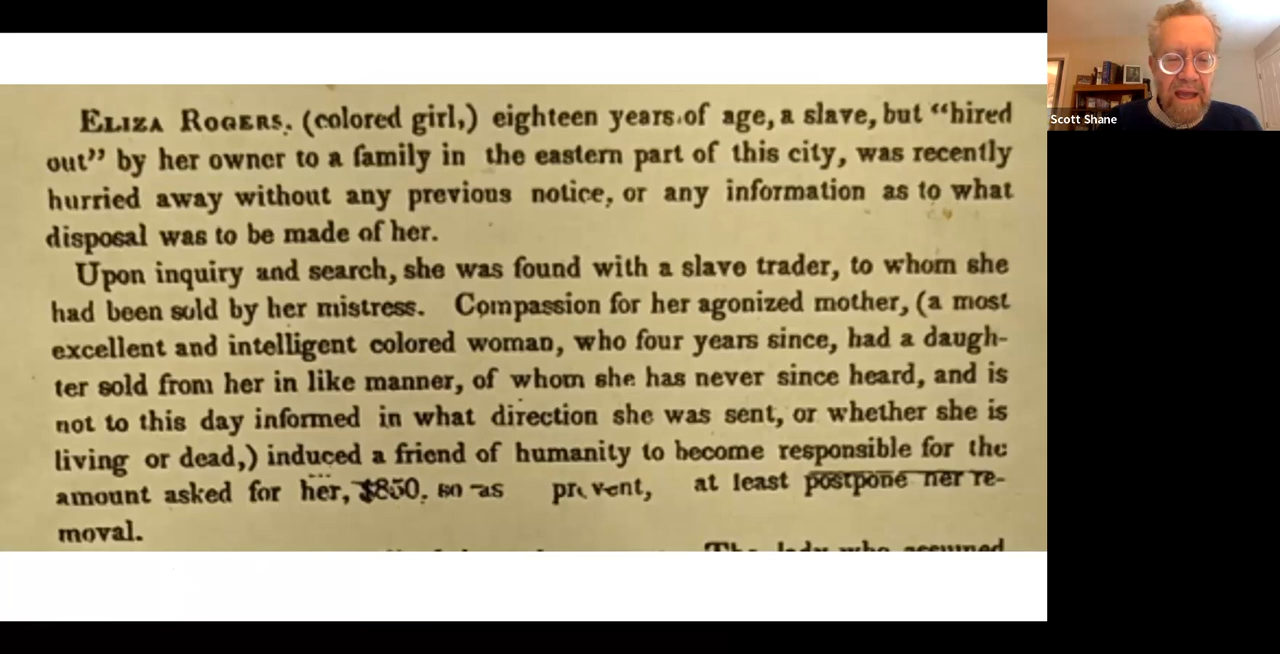 ELIZA ROGERS. (colored girl,) eighteen years of age, a slave, but “hired
out” by her owner to a family in the eastern part of this city, was recently
hurried away without any previous notice, or any information as to what
disposal was to be made of her.
Upon inquiry and search, she was found with a slave trader, to whom she
had been sold by her mistress. Compassion for her agonized mother, (a most
excellent and intelligent colored woman, who four years since, had a daugh-
ter sold from her in like manner, of whom she has never since heard, and is
not to this day informed in what direction she was sent, or whether she is
living or dead,) induced a friend of humanity to become responsible for the
amount asked for her, $850, so as prevent, at least postpone her re-
moval.
The lady who assumed
Scott Shane